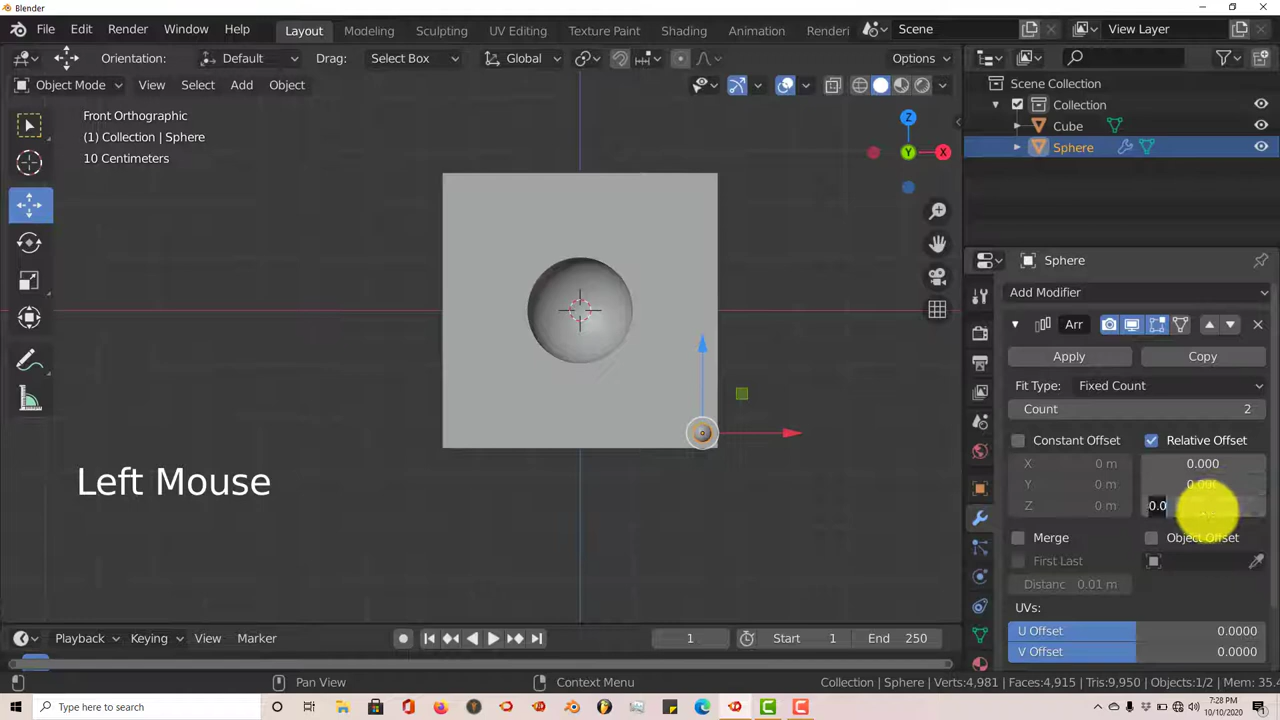 Blender
File Edit Render Window Help Layout Modeling Sculpting UV Editing Texture Paint Shading Animation Renderi Scene View Layer
Orientation: Default Drag: Select Box Global Options
Object Mode View Select Add Object
Scene Collection
Collection
Cube
Sphere
Front Orthographic
(1) Collection | Sphere
10 Centimeters
Z
Y
X
Sphere
Add Modifier
Arr
Apply Copy
Fit Type: Fixed Count
Count 2
Constant Offset Relative Offset
X 0 m 0.000
Y 0 m 0.000
Z 0 m 0.0
Merge Object Offset
First Last
Distanc 0.01 m
UVs:
U Offset 0.0000
V Offset 0.0000
Left Mouse
Playback Keying View Marker 1 Start 1 End 250
Pan View Context Menu Collection | Sphere | Verts:4,981 | Faces:4,915 | Tris:9,950 | Objects:1/2 | Mem: 35.4
Type here to search
7:28 PM
10/10/2020